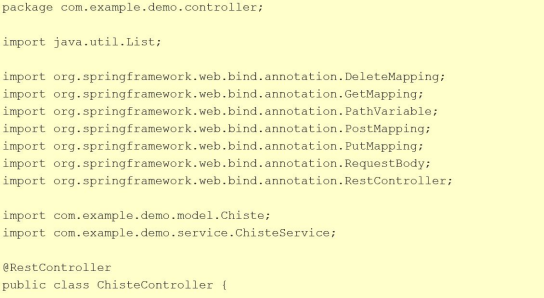 package com.example.demo.controller;
import java.util.List;
import org.springframework.web.bind.annotation.DeleteMapping;
import org.springframework.web.bind.annotation.GetMapping;
import org.springframework.web.bind.annotation.PathVariable;
import org.springframework.web.bind.annotation.PostMapping;
import org.springframework.web.bind.annotation.PutMapping;
import org.springframework.web.bind.annotation.RequestBody;
import org.springframework.web.bind.annotation.RestController;
import com.example.demo.model.Chiste;
import com.example.demo.service.ChisteService;
@RestController
public class ChisteController {